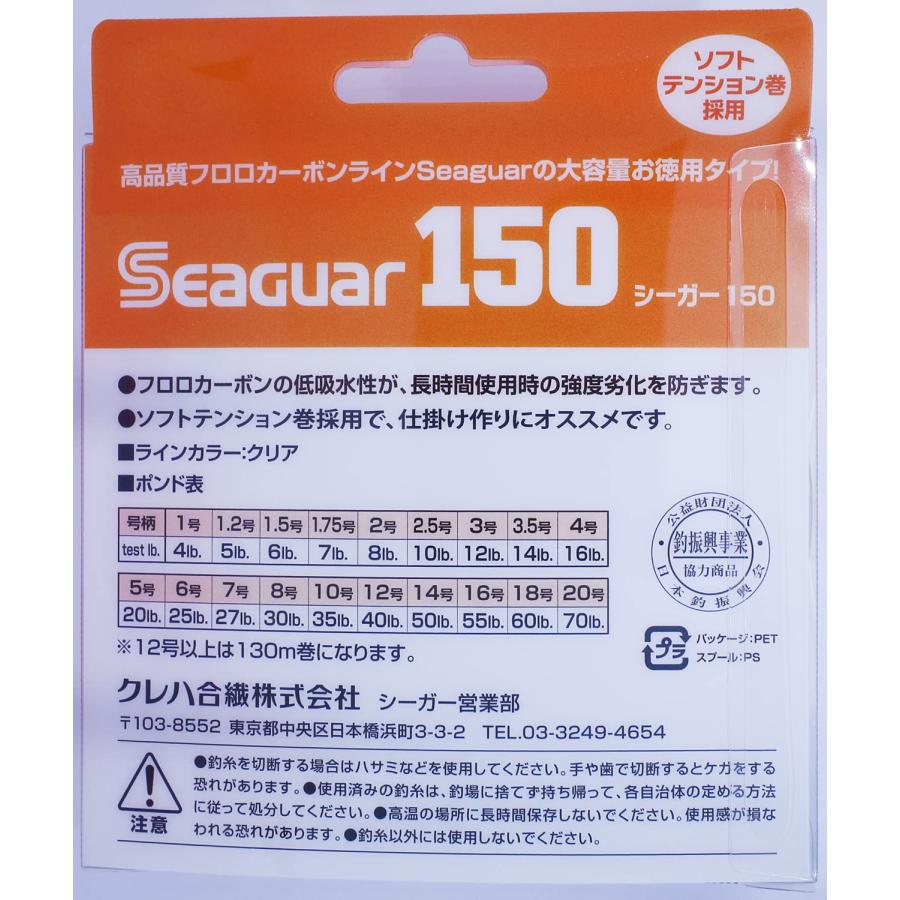 ソフト
テンション巻
採用
高品質フロロカーボンラインSeaguarの大容量お徳用タイプ!
Seaguar 150 シーガー150
●フロロカーボンの低吸水性が、長時間使用時の強度劣化を防ぎます。
●ソフトテンション巻採用で、仕掛け作りにオススメです。
■ラインカラー:クリア
■ポンド表
号柄 1号 1.2号 1.5号 1.75号 2号 2.5号 3号 3.5号 4号
test lb. 4lb. 5lb. 6lb. 7lb. 8lb. 10lb. 12lb. 14lb. 16lb.
5号 6号 7号 8号 10号 12号 14号 16号 18号 20号
20lb. 25lb. 27lb. 30lb. 35lb. 40lb. 50lb. 55lb. 60lb. 70lb.
※12号以上は130m巻になります。
公益財団法人
釣振興事業
協力商品
日本釣振興会
プラ
パッケージ:PET
スプール:PS
クレハ合繊株式会社 シーガー営業部
〒103-8552 東京都中央区日本橋浜町3-3-2 TEL.03-3249-4654
注意
●釣糸を切断する場合はハサミなどを使用してください。手や歯で切断するとケガをする
恐れがあります。●使用済みの釣糸は、釣場に捨てず持ち帰って、各自治体の定める方法
に従って処分してください。●高温の場所に長時間保存しないでください。使用感が損な
われる恐れがあります。●釣糸以外には使用しないでください。